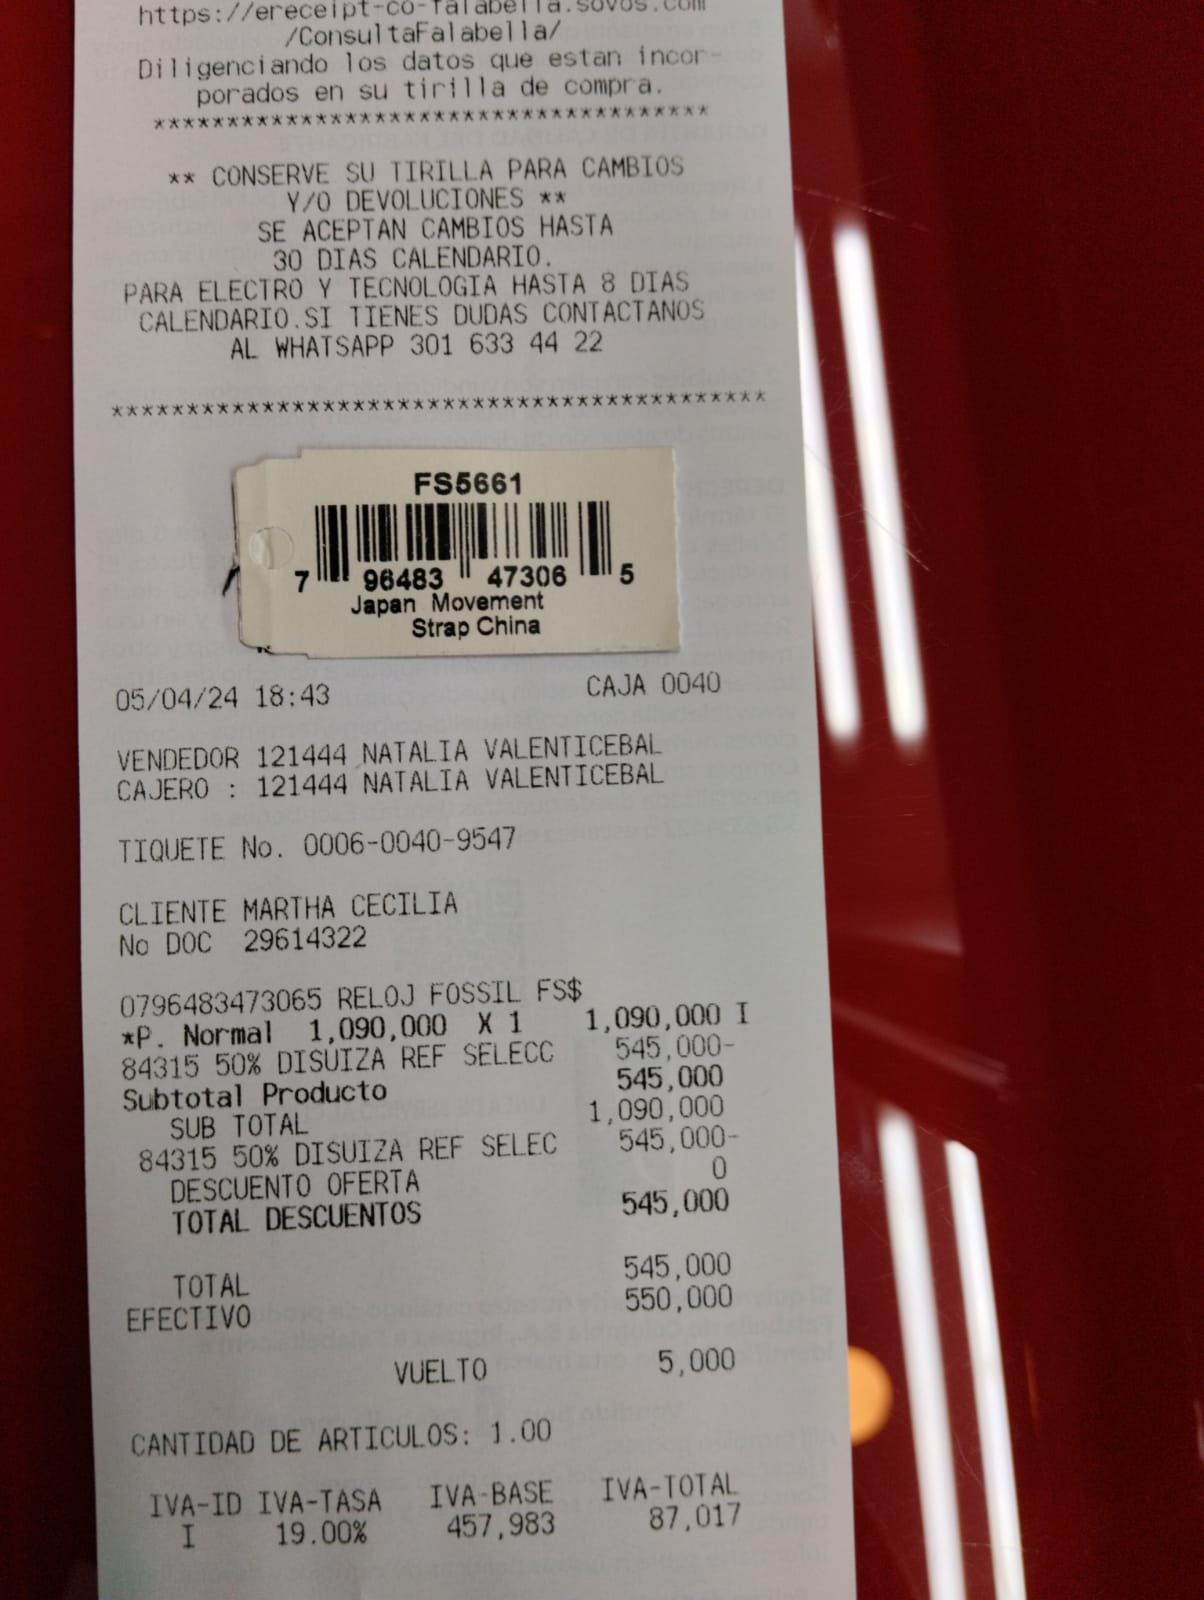 https://ereceipt-co-falabella.sovos.com
/ConsultaFalabella/
Diligenciando los datos que estan incor-
porados en su tirilla de compra.
**************************************
** CONSERVE SU TIRILLA PARA CAMBIOS
Y/O DEVOLUCIONES **
SE ACEPTAN CAMBIOS HASTA
30 DIAS CALENDARIO.
PARA ELECTRO Y TECNOLOGIA HASTA 8 DIAS
CALENDARIO.SI TIENES DUDAS CONTACTANOS
AL WHATSAPP 301 633 44 22
********************************************
FS5661
7 96483 47306 5
Japan Movement
Strap China
05/04/24 18:43 CAJA 0040
VENDEDOR 121444 NATALIA VALENTICEBAL
CAJERO : 121444 NATALIA VALENTICEBAL
TIQUETE No. 0006-0040-9547
CLIENTE MARTHA CECILIA
No DOC 29614322
0796483473065 RELOJ FOSSIL FS$
*P. Normal 1,090,000 X 1 1,090,000 I
84315 50% DISUIZA REF SELECC 545,000-
Subtotal Producto 545,000
SUB TOTAL 1,090,000
84315 50% DISUIZA REF SELEC 545,000-
DESCUENTO OFERTA 0
TOTAL DESCUENTOS 545,000
TOTAL 545,000
EFECTIVO 550,000
VUELTO 5,000
CANTIDAD DE ARTICULOS: 1.00
IVA-ID IVA-TASA IVA-BASE IVA-TOTAL
I 19.00% 457,983 87,017